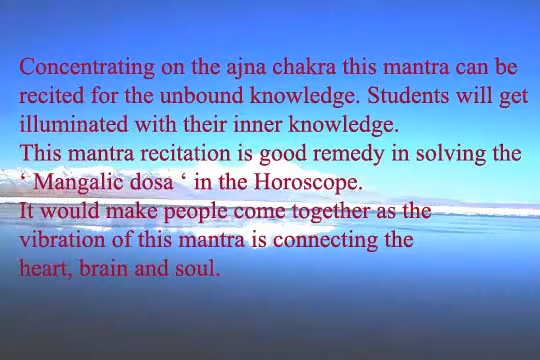 Concentrating on the ajna chakra this mantra can be
recited for the unbound knowledge. Students will get
illuminated with their inner knowledge.
This mantra recitation is good remedy in solving the
‘ Mangalic dosa ‘ in the Horoscope.
It would make people come together as the
vibration of this mantra is connecting the
heart, brain and soul.